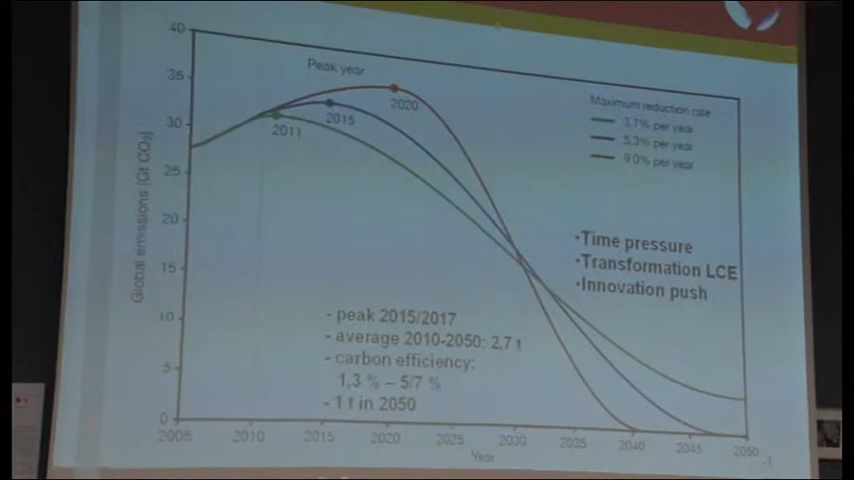 40
35
30
25
20
15
10
5
0
Global emissions [Gt CO₂]
Peak year
2011
2015
2020
Maximum reduction rate
3.7% per year
5.3% per year
9.0% per year
•Time pressure
•Transformation LCE
•Innovation push
- peak 2015/2017
- average 2010-2050: 2,7 t
- carbon efficiency:
1,3 % – 5/7 %
- 1 t in 2050
2005 2010 2015 2020 2025 2030 2035 2040 2045 2050
Year
-1